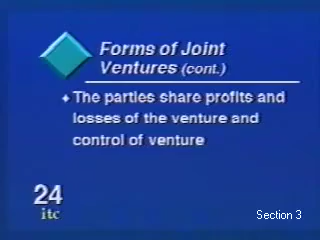 Forms of Joint
Ventures (cont.)
♦ The parties share profits and
losses of the venture and
control of venture
24
itc
Section 3